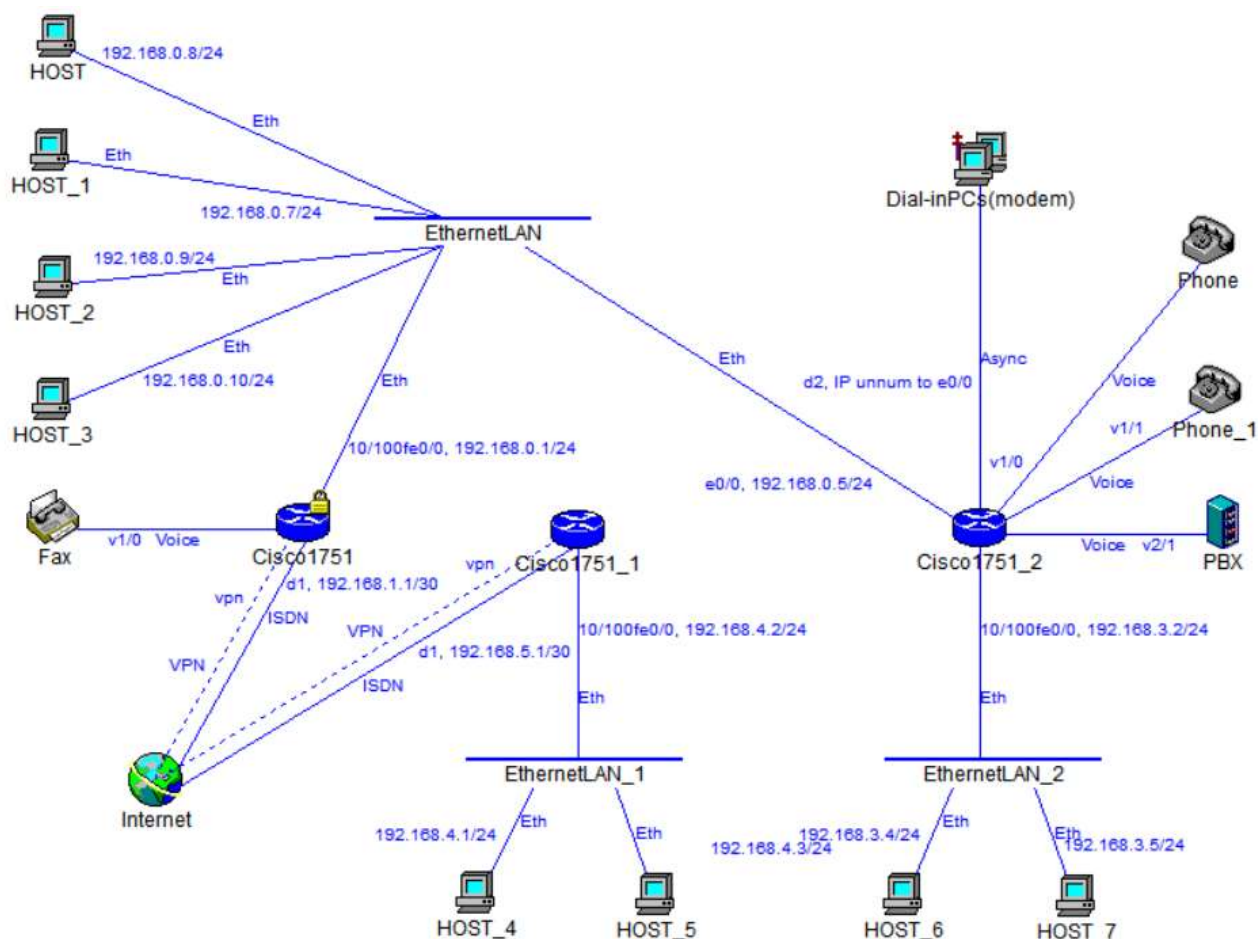 192.168.0.8/24
HOST
Eth
Eth
HOST_1
192.168.0.7/24
Dial-inPCs(modem)
EthernetLAN
192.168.0.9/24
Eth
HOST_2
Phone
Eth
Eth
Async
192.168.0.10/24
Eth
d2, IP unnum to e0/0
Voice
HOST_3
Phone_1
v1/1
10/100fe0/0, 192.168.0.1/24
v1/0
e0/0, 192.168.0.5/24
Voice
v1/0 Voice
Fax
Cisco1751
vpn
Cisco1751_1
Cisco1751_2
Voice v2/1
PBX
d1, 192.168.1.1/30
vpn
ISDN
VPN
10/100fe0/0, 192.168.4.2/24
10/100fe0/0, 192.168.3.2/24
VPN
d1, 192.168.5.1/30
ISDN
Eth
Eth
EthernetLAN_1
EthernetLAN_2
Internet
Eth
Eth
Eth
Eth
192.168.4.1/24
192.168.4.3/24
192.168.3.4/24
192.168.3.5/24
HOST_4
HOST_5
HOST_6
HOST_7